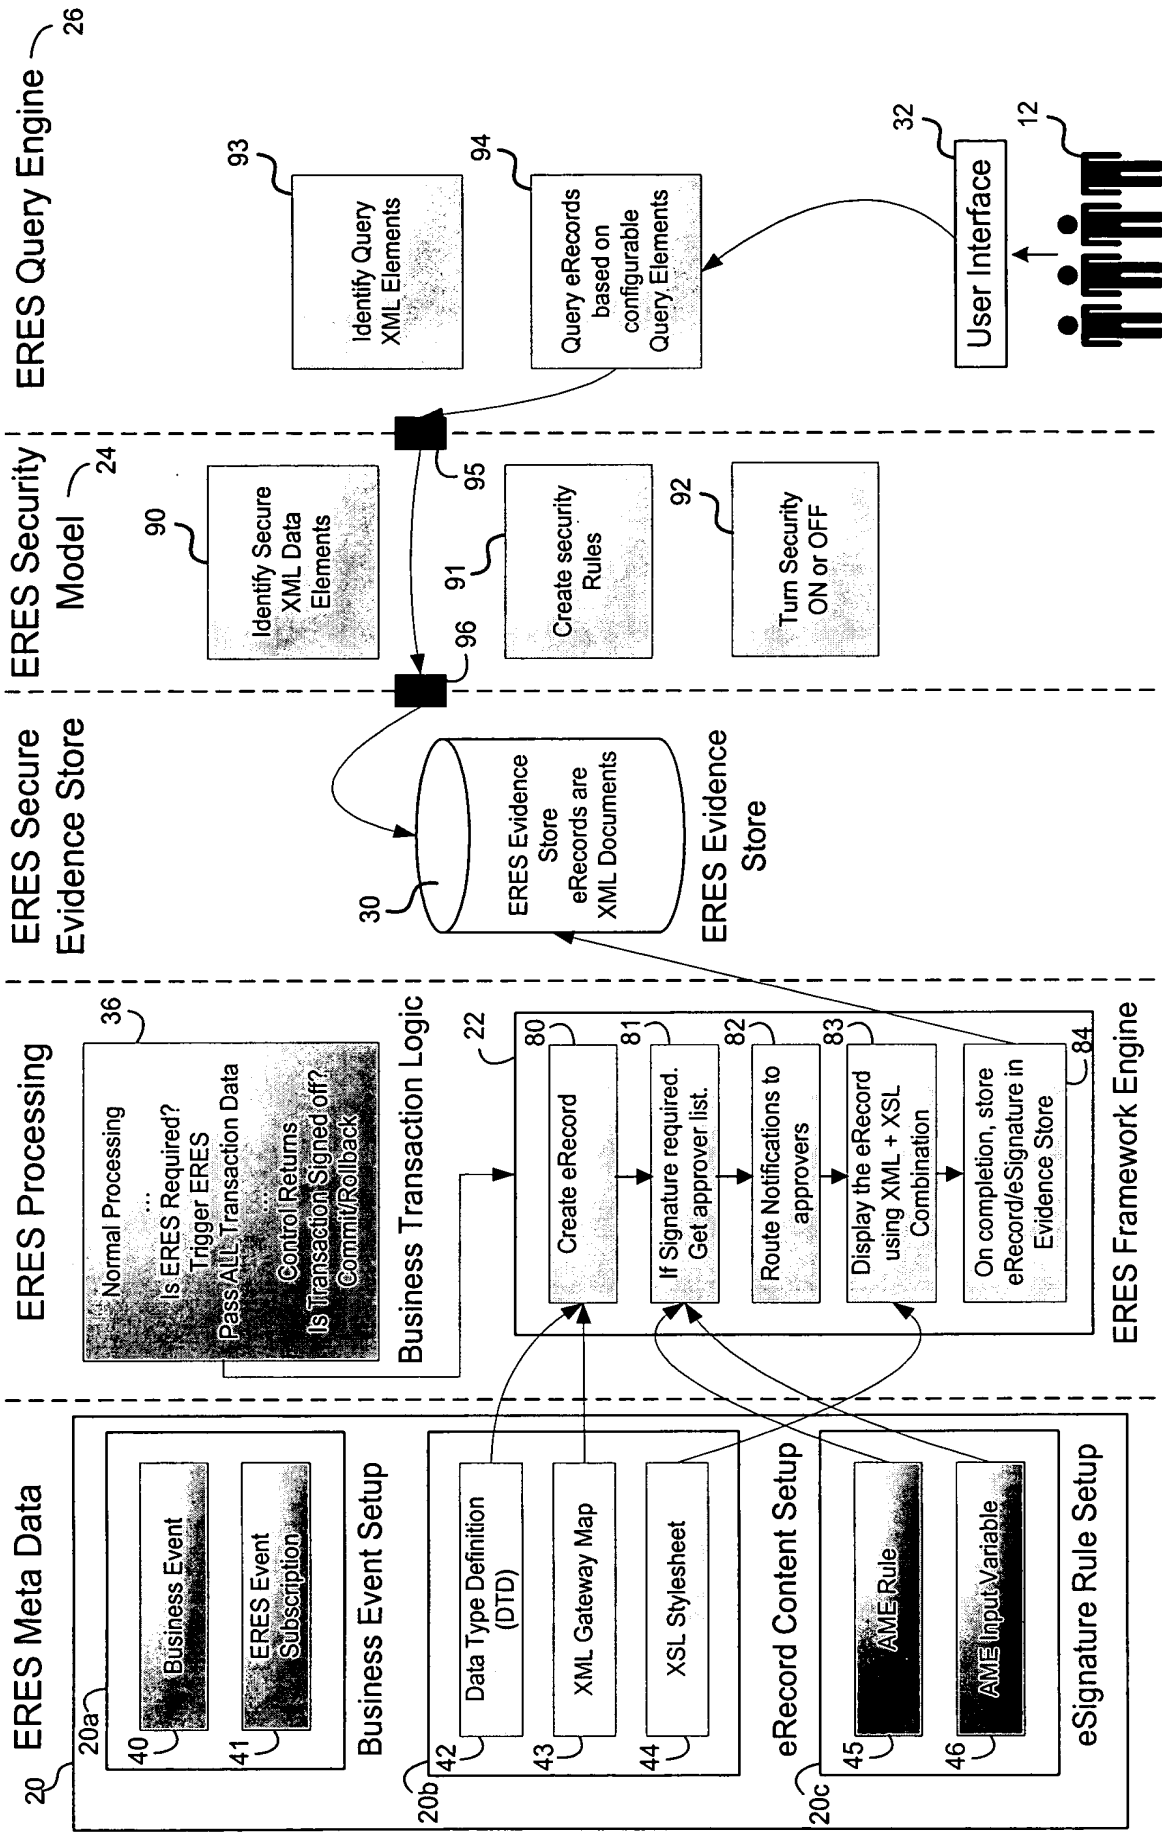 ERES Meta Data
20
20a
Business Event
40
ERES Event
Subscription
41
Business Event Setup
20b
Data Type Definition
(DTD)
42
XML Gateway Map
43
XSL Stylesheet
44
eRecord Content Setup
20c
AME Rule
45
AME Input Variable
46
eSignature Rule Setup
ERES Processing
36
Normal Processing
...
Is ERES Required?
Trigger ERES
Pass ALL Transaction Data
....
Control Returns
Is Transaction Signed off?
Commit/Rollback
Business Transaction Logic
22
80
Create eRecord
81
If Signature required.
Get approver list.
82
Route Notifications to
approvers
83
Display the eRecord
using XML + XSL
Combination
84
On completion, store
eRecord/eSignature in
Evidence Store
ERES Framework Engine
ERES Secure
Evidence Store
30
ERES Evidence
Store
eRecords are
XML Documents
ERES Evidence
Store
ERES Security
Model
24
90
Identify Secure
XML Data
Elements
95
96
91
Create security
Rules
92
Turn Security
ON or OFF
ERES Query Engine
26
93
Identify Query
XML Elements
94
Query eRecords
based on
configurable
Query Elements
32
User Interface
12